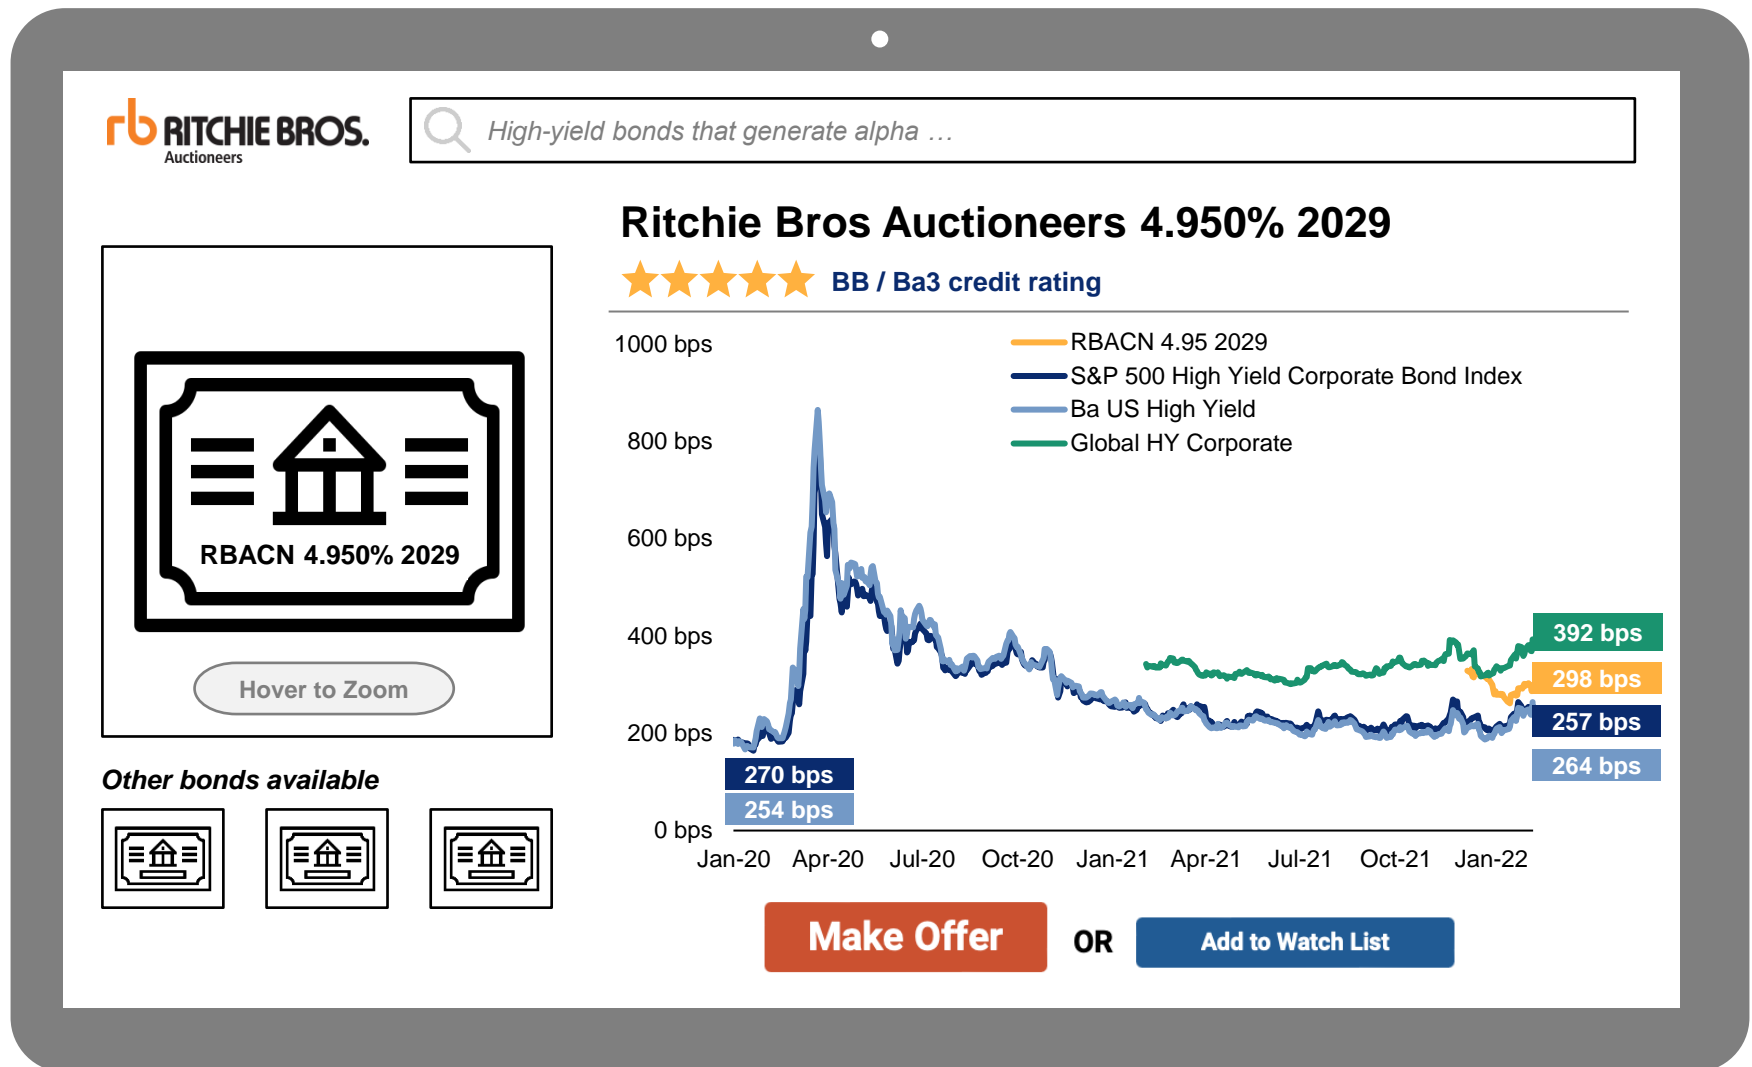 rb RITCHIE BROS.
Auctioneers
High-yield bonds that generate alpha …
Ritchie Bros Auctioneers 4.950% 2029
BB / Ba3 credit rating
RBACN 4.950% 2029
Hover to Zoom
Other bonds available
1000 bps
800 bps
600 bps
400 bps
200 bps
0 bps
RBACN 4.95 2029
S&P 500 High Yield Corporate Bond Index
Ba US High Yield
Global HY Corporate
392 bps
298 bps
257 bps
264 bps
270 bps
254 bps
Jan-20 Apr-20 Jul-20 Oct-20 Jan-21 Apr-21 Jul-21 Oct-21 Jan-22
Make Offer OR Add to Watch List